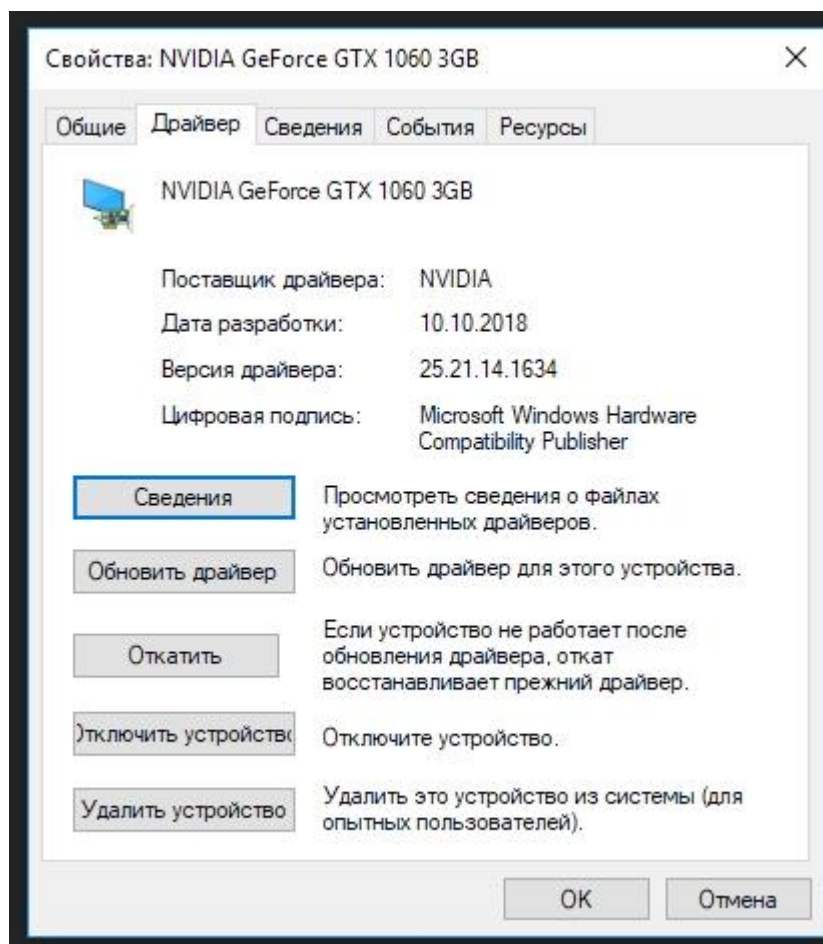 Свойства: NVIDIA GeForce GTX 1060 3GB
Общие Драйвер Сведения События Ресурсы
NVIDIA GeForce GTX 1060 3GB
Поставщик драйвера: NVIDIA
Дата разработки: 10.10.2018
Версия драйвера: 25.21.14.1634
Цифровая подпись: Microsoft Windows Hardware
Compatibility Publisher
Сведения
Просмотреть сведения о файлах
установленных драйверов.
Обновить драйвер
Обновить драйвер для этого устройства.
Откатить
Если устройство не работает после
обновления драйвера, откат
восстанавливает прежний драйвер.
Отключить устройство
Отключите устройство.
Удалить устройство
Удалить это устройство из системы (для
опытных пользователей).
OK Отмена